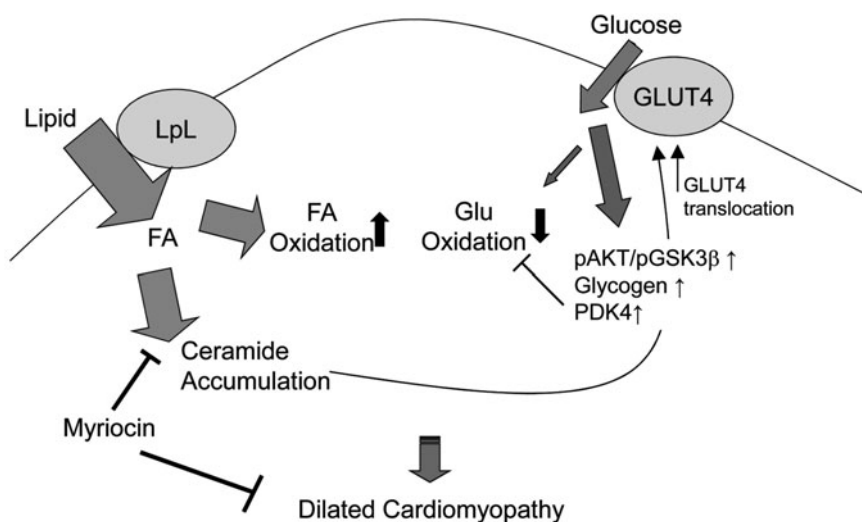 Glucose
GLUT4
Lipid
LpL
GLUT4
translocation
FA
FA
Oxidation
Glu
Oxidation
pAKT/pGSK3β ↑
Glycogen ↑
PDK4↑
Ceramide
Accumulation
Myriocin
Dilated Cardiomyopathy